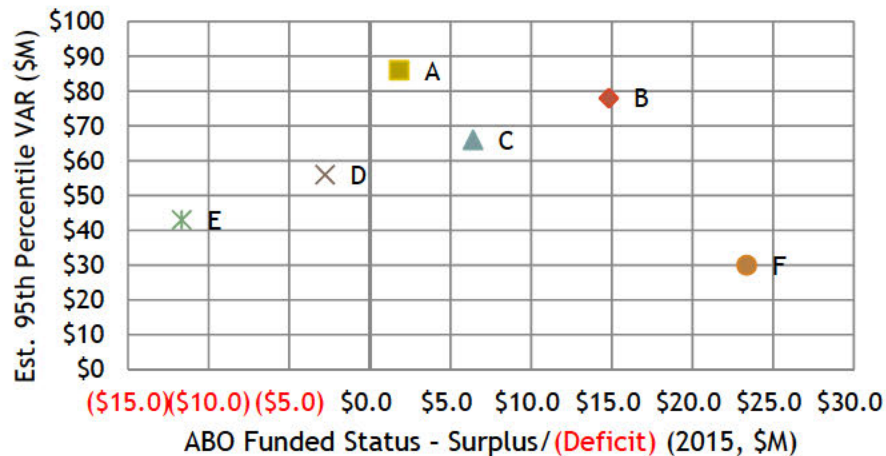 Est. 95th Percentile VAR ($M)
$100
$90
$80
$70
$60
$50
$40
$30
$20
$10
$0
A
B
C
D
E
F
($15.0) ($10.0) ($5.0) $0.0 $5.0 $10.0 $15.0 $20.0 $25.0 $30.0
ABO Funded Status - Surplus/(Deficit) (2015, $M)